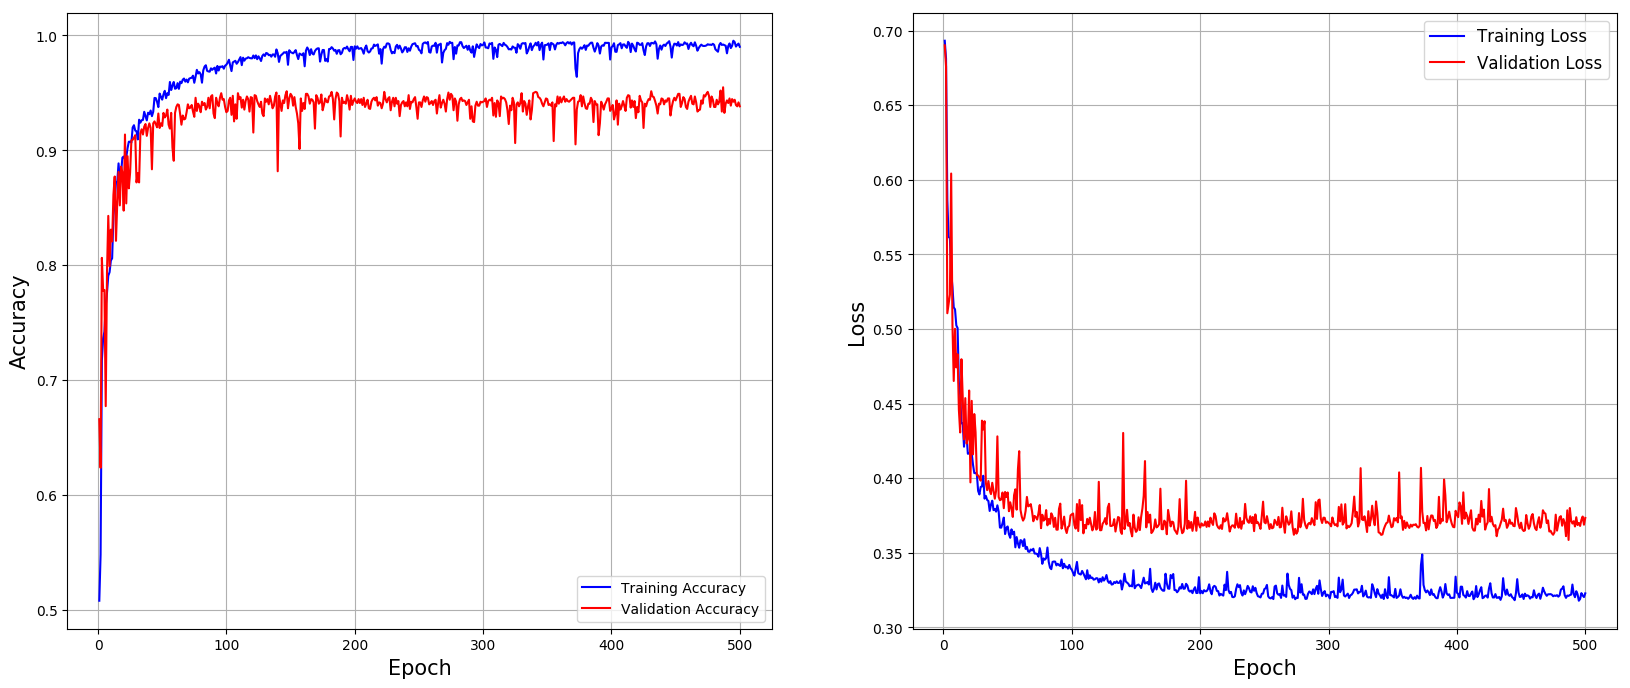 1.0
0.9
0.8
0.7
0.6
0.5
Accuracy
0 100 200 300 400 500
Epoch
Training Accuracy
Validation Accuracy
0.70
0.65
0.60
0.55
0.50
0.45
0.40
0.35
0.30
Loss
0 100 200 300 400 500
Epoch
Training Loss
Validation Loss